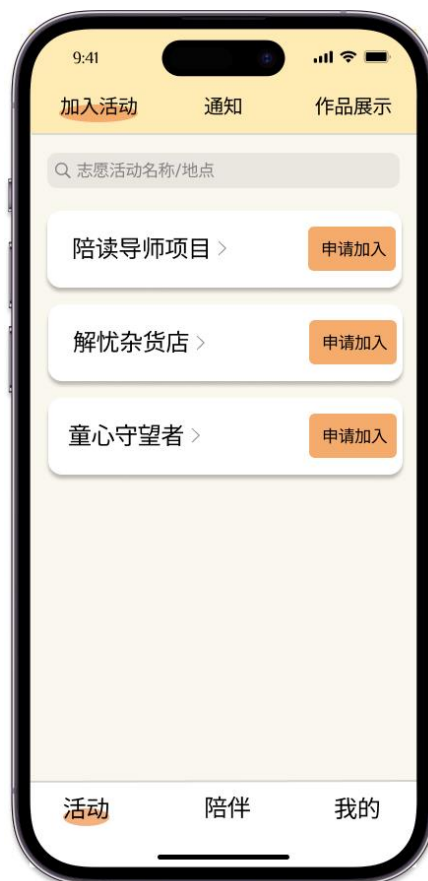 9:41
加入活动 通知 作品展示
志愿活动名称/地点
陪读导师项目 > 申请加入
解忧杂货店 > 申请加入
童心守望者 > 申请加入
活动 陪伴 我的